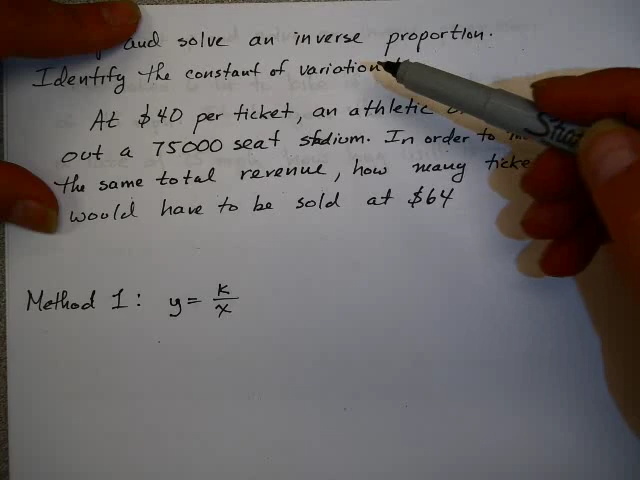 and solve an inverse proportion.
Identify the constant of variation
At $40 per ticket, an athletic
out a 75000 seat stadium. In order to
the same total revenue, how many
would have to be sold at $64
Method 1: y = k/x